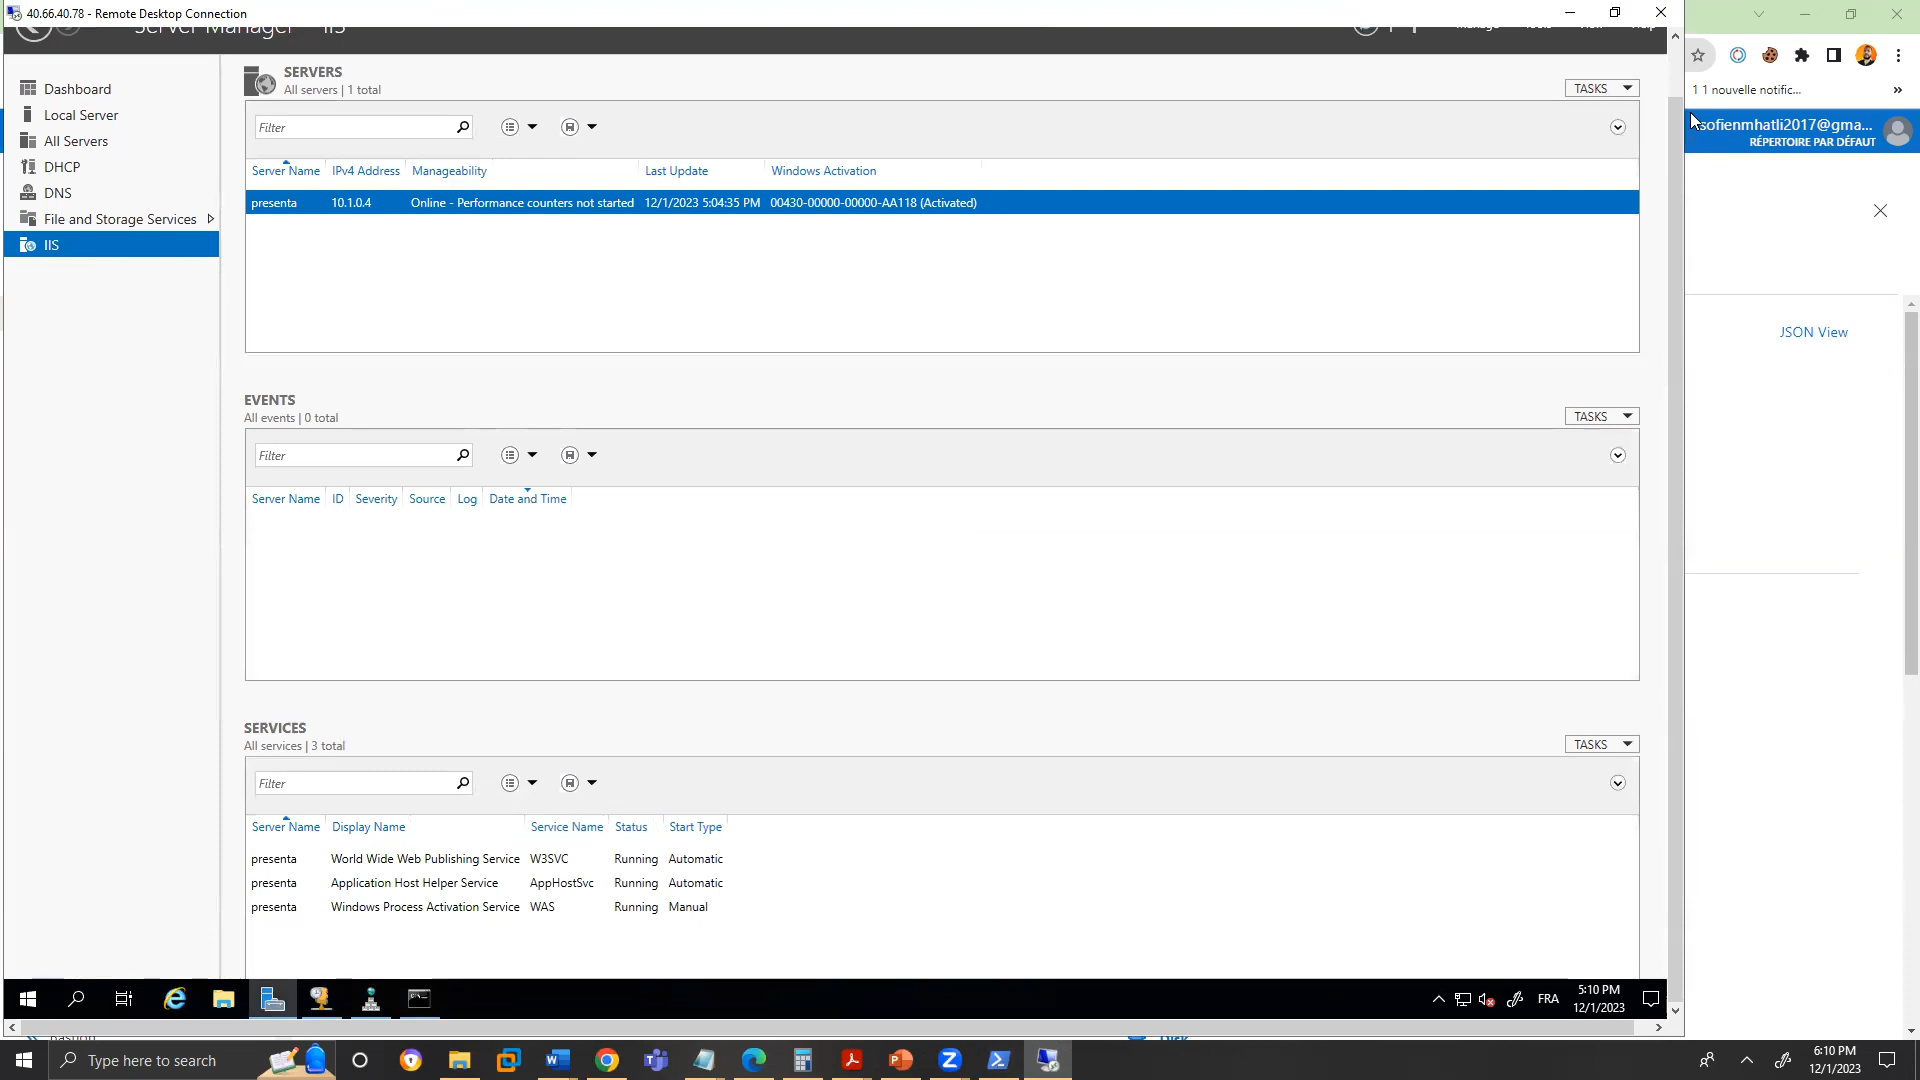 40.66.40.78 - Remote Desktop Connection
Server Manager IIS
Manage
Dashboard
Local Server
All Servers
DHCP
DNS
File and Storage Services
IIS
SERVERS
All servers | 1 total
TASKS
Filter
Server Name IPv4 Address Manageability Last Update Windows Activation
presenta 10.1.0.4 Online - Performance counters not started 12/1/2023 5:04:35 PM 00430-00000-00000-AA118 (Activated)
EVENTS
All events | 0 total
TASKS
Filter
Server Name ID Severity Source Log Date and Time
SERVICES
All services | 3 total
TASKS
Filter
Server Name Display Name Service Name Status Start Type
presenta World Wide Web Publishing Service W3SVC Running Automatic
presenta Application Host Helper Service AppHostSvc Running Automatic
presenta Windows Process Activation Service WAS Running Manual
FRA
5:10 PM
12/1/2023
1 1 nouvelle notific...
sofienmhatli2017@gma...
RÉPERTOIRE PAR DÉFAUT
JSON View
Type here to search
6:10 PM
12/1/2023